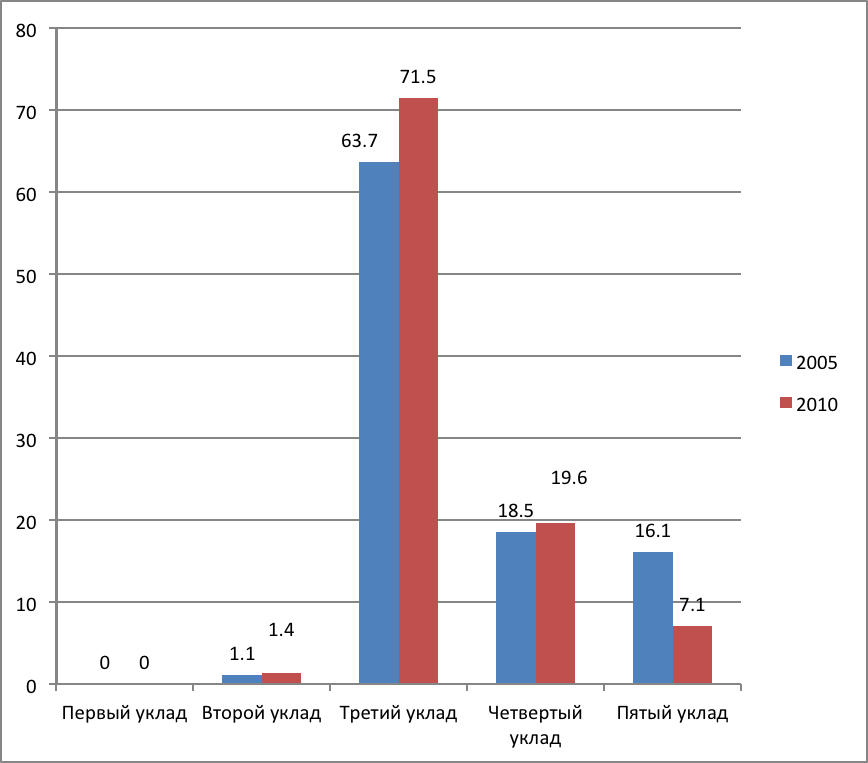 80
70
60
50
40
30
20
10
0
0 0
1.1 1.4
63.7 71.5
18.5 19.6
16.1 7.1
Первый уклад
Второй уклад
Третий уклад
Четвертый
уклад
Пятый уклад
2005
2010